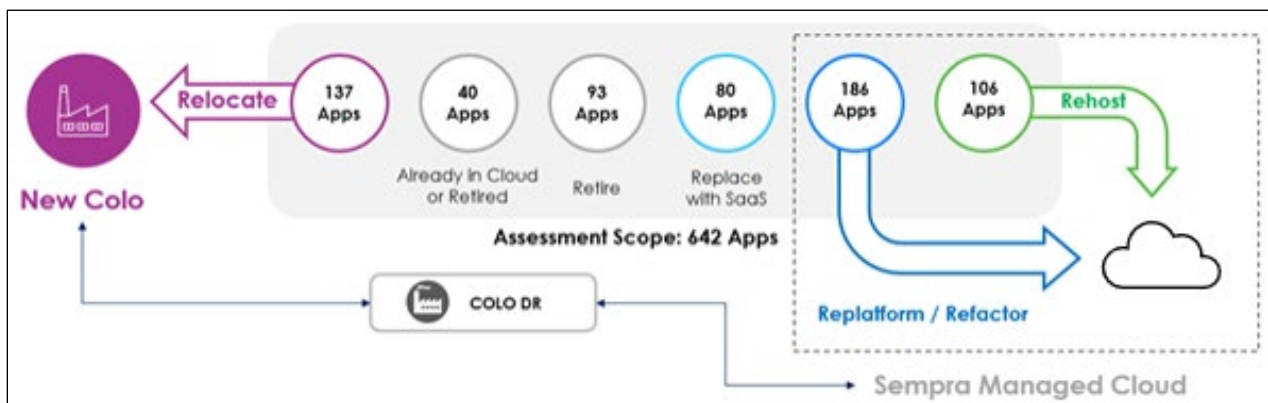 Relocate
137
Apps
40
Apps
93
Apps
80
Apps
186
Apps
106
Apps
Rehost
Already in Cloud
or Retired
Retire
Replace
with SaaS
New Colo
Assessment Scope: 642 Apps
COLO DR
Replatform / Refactor
Sempra Managed Cloud